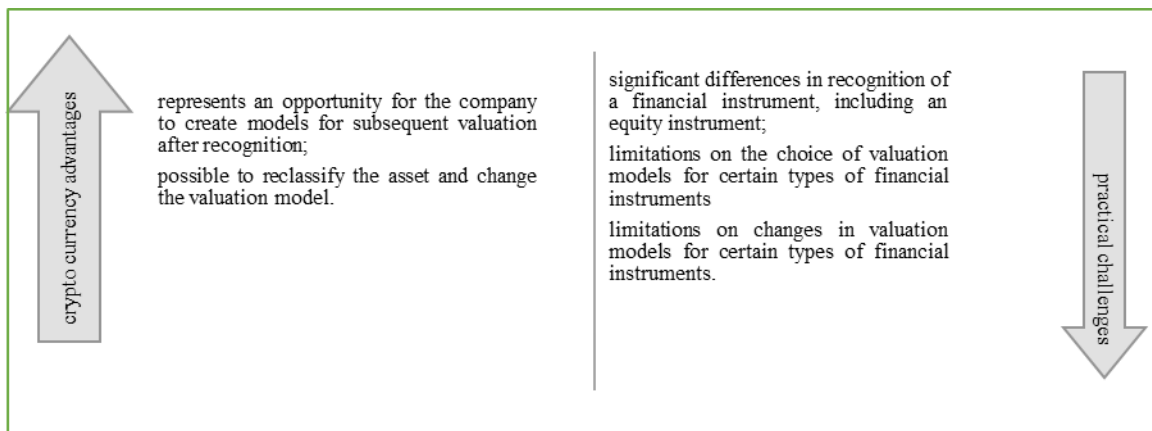 crypto currency advantages
represents an opportunity for the company
to create models for subsequent valuation
after recognition;
possible to reclassify the asset and change
the valuation model.
significant differences in recognition of
a financial instrument, including an
equity instrument;
limitations on the choice of valuation
models for certain types of financial
instruments
limitations on changes in valuation
models for certain types of financial
instruments.
practical challenges